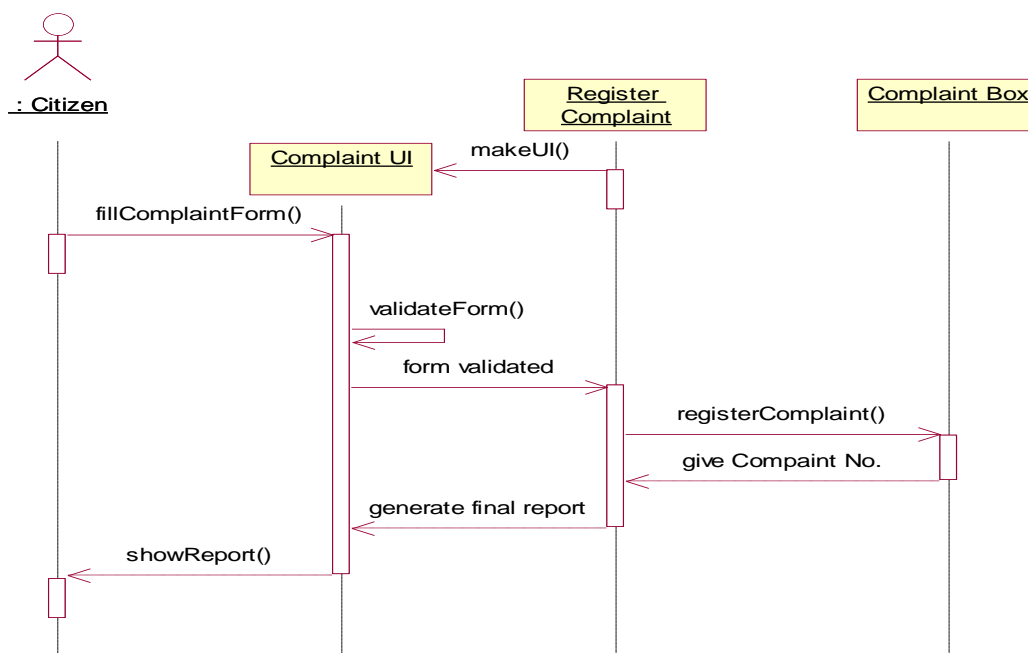 : Citizen
Register
Complaint
Complaint Box
makeUI()
Complaint UI
fillComplaintForm()
validateForm()
form validated
registerComplaint()
give Compaint No.
generate final report
showReport()